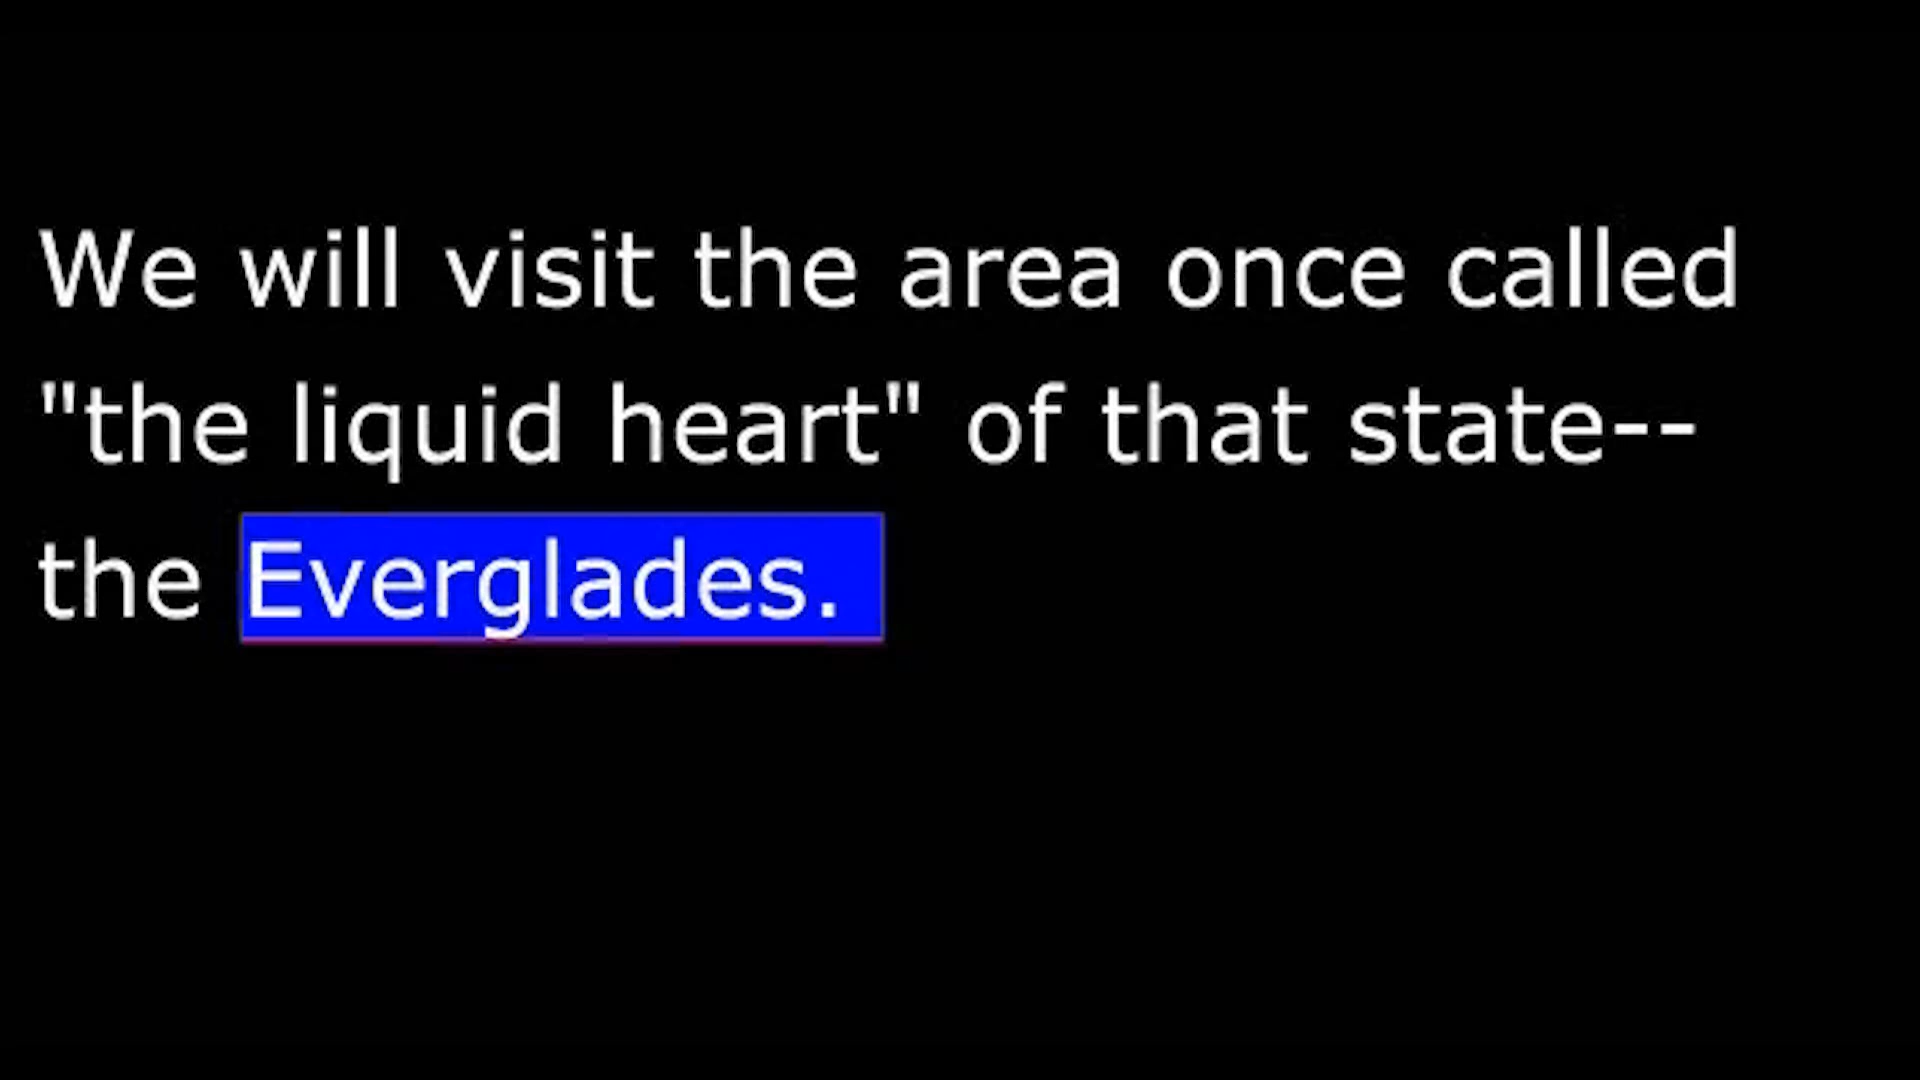 We will visit the area once called
"the liquid heart" of that state--
the Everglades.